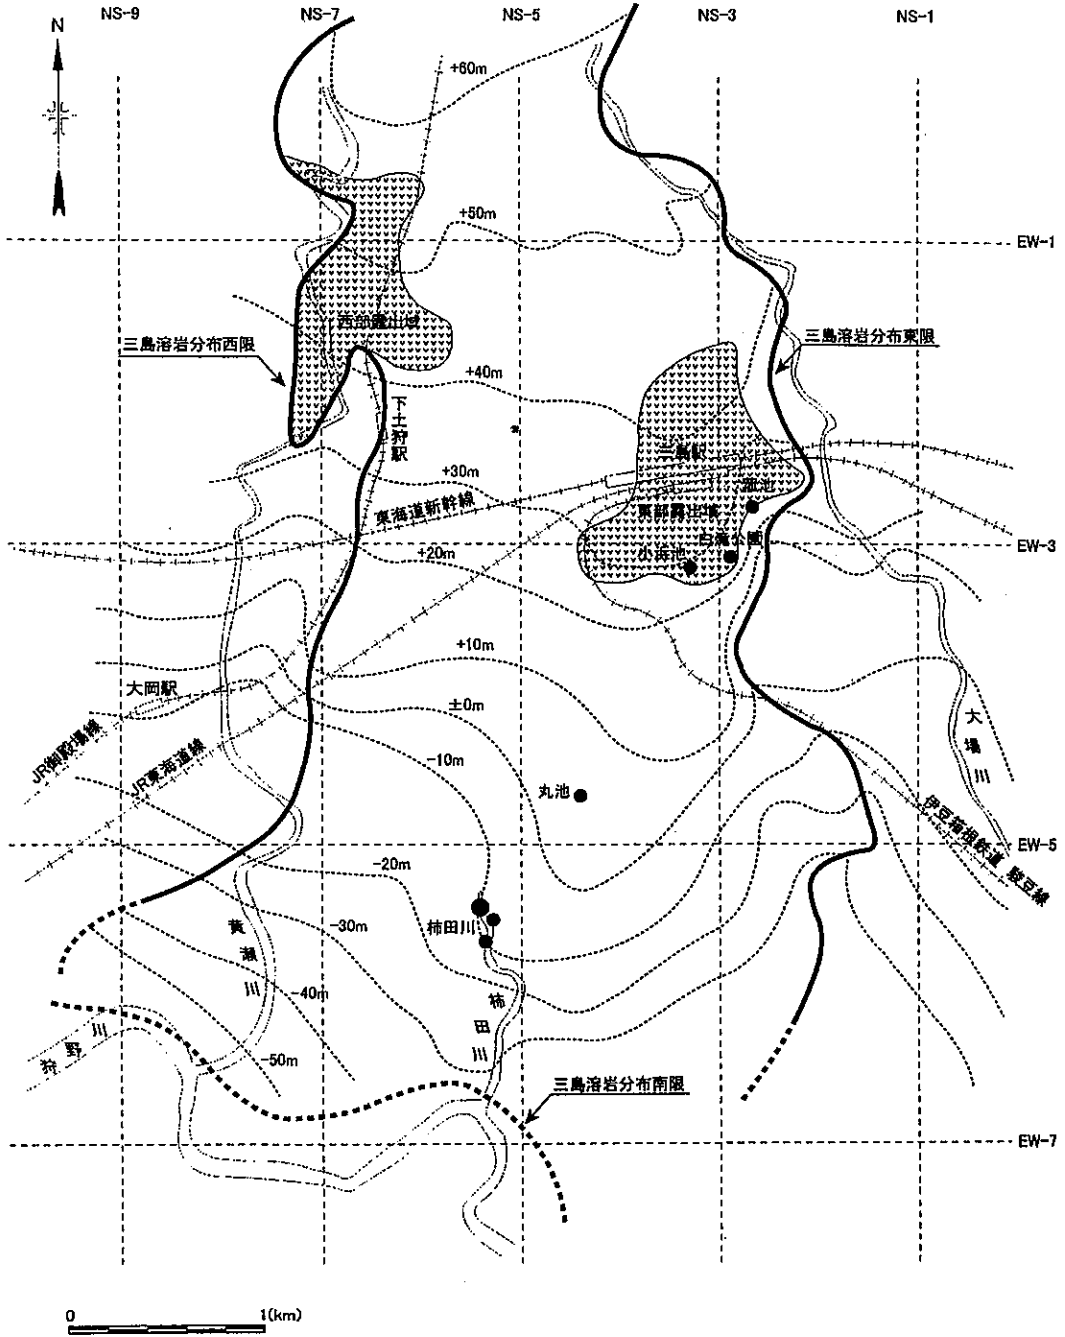 NS-9
NS-7
NS-5
NS-3
NS-1
N
+60m
+50m
EW-1
西部露出域
三島溶岩分布西限
三島溶岩分布東限
+40m
下土狩駅
三島駅
+30m
菰池
東海道新幹線
東部露出域
白滝公園
EW-3
+20m
小浜池
+10m
大岡駅
±0m
大場川
JR御殿場線
JR東海道線
-10m
丸池
伊豆箱根鉄道 駿豆線
EW-5
-20m
柿田川
-30m
黄瀬川
-40m
柿田川
狩野川
-50m
三島溶岩分布南限
EW-7
0
1(km)